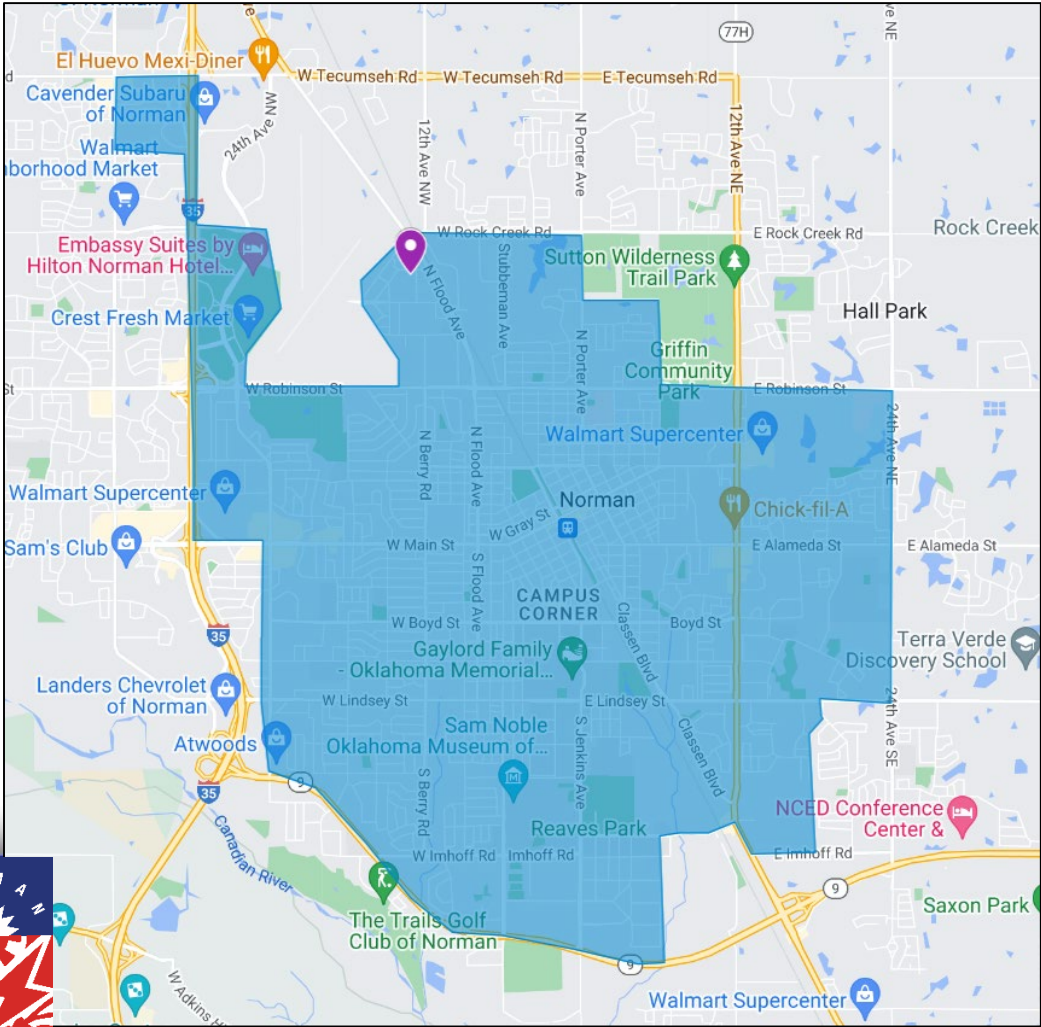 77H
El Huevo Mexi-Diner
W Tecumseh Rd
W Tecumseh Rd
E Tecumseh Rd
Cavender Subaru
of Norman
24th Ave NW
12th Ave NW
N Porter Ave
12th Ave NE
Walmart
borhood Market
35
W Rock Creek Rd
E Rock Creek Rd
Rock Creek
Embassy Suites by
Hilton Norman Hotel...
Sutton Wilderness
Trail Park
N Flood Ave
Stubbeman Ave
Crest Fresh Market
Hall Park
N Porter Ave
Griffin
Community
Park
W Robinson St
E Robinson St
24th Ave NE
Walmart Supercenter
N Berry Rd
N Flood Ave
Walmart Supercenter
Norman
Chick-fil-A
W Gray St
Sam's Club
W Main St
E Alameda St
E Alameda St
S Flood Ave
CAMPUS
CORNER
Classen Blvd
35
W Boyd St
Boyd St
Gaylord Family
- Oklahoma Memorial...
Terra Verde
Discovery School
Landers Chevrolet
of Norman
W Lindsey St
E Lindsey St
24th Ave SE
Atwoods
Sam Noble
Oklahoma Museum of...
S Jenkins Ave
Classen Blvd
9
35
S Berry Rd
NCED Conference
Center &
Canadian River
Reaves Park
W Imhoff Rd
Imhoff Rd
E Imhoff Rd
9
Saxon Park
The Trails Golf
Club of Norman
9
W Adkins
Walmart Supercenter